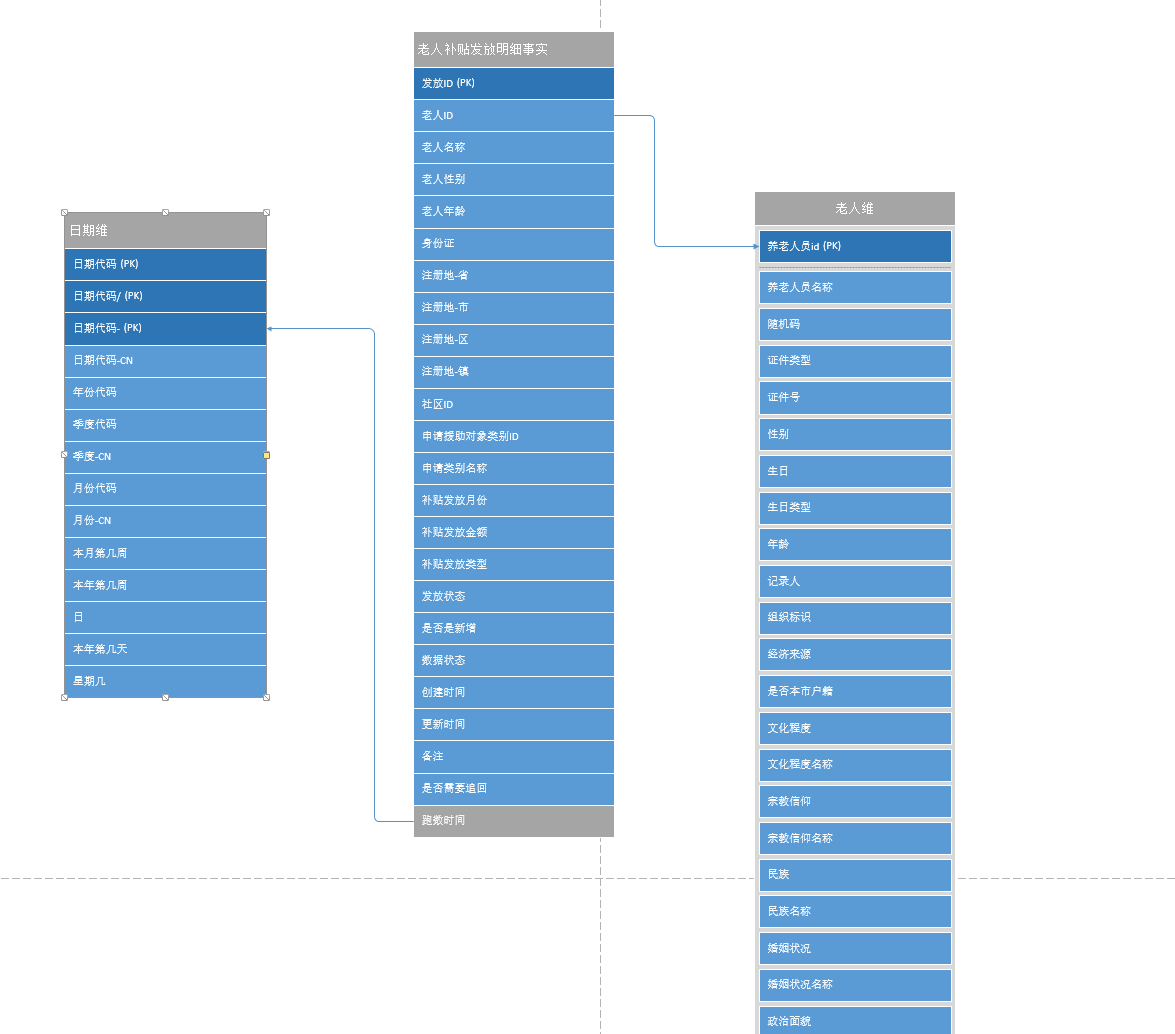 老人补贴发放明细事实
发放ID (PK)
老人ID
老人名称
老人性别
老人年龄
身份证
注册地-省
注册地-市
注册地-区
注册地-镇
社区ID
申请援助对象类别ID
申请类别名称
补贴发放月份
补贴发放金额
补贴发放类型
发放状态
是否是新增
数据状态
创建时间
更新时间
备注
是否需要追回
跑数时间
日期维
日期代码 (PK)
日期代码/ (PK)
日期代码- (PK)
日期代码-CN
年份代码
季度代码
季度-CN
月份代码
月份-CN
本月第几周
本年第几周
日
本年第几天
星期几
老人维
养老人员id (PK)
养老人员名称
随机码
证件类型
证件号
性别
生日
生日类型
年龄
记录人
组织标识
经济来源
是否本市户籍
文化程度
文化程度名称
宗教信仰
宗教信仰名称
民族
民族名称
婚姻状况
婚姻状况名称
政治面貌